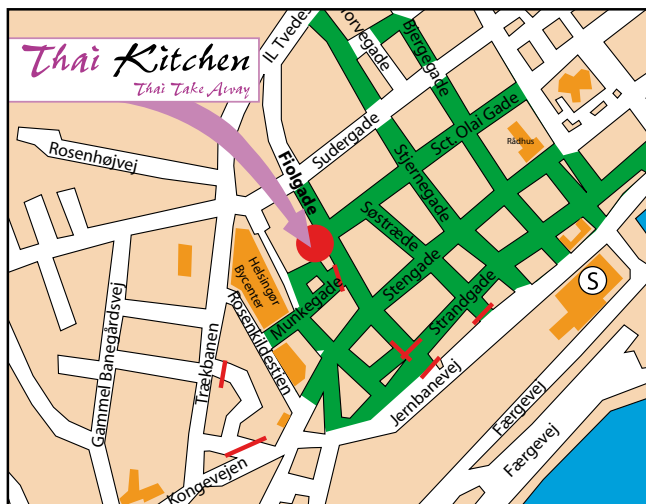 Thai Kitchen
Thai Take Away
IL Tvedes
Torvegade
Bjergegade
Sct. Olai Gade
Rådhus
Sudergade
Stjernegade
Rosenhøjvej
Fiolgade
Søstræde
Stengade
Strandgade
S
Helsingør
Bycenter
Munkegade
Rosenkildestien
Gammel Banegårdsvej
Trækbanen
Jernbanevej
Færgevej
Færgevej
Kongevejen